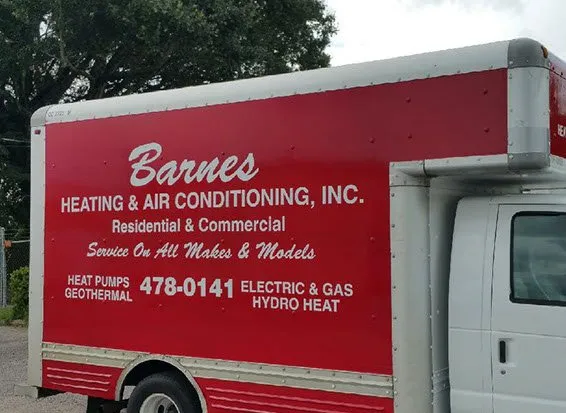 Barnes
HEATING & AIR CONDITIONING, INC.
Residential & Commercial
Service On All Makes & Models
HEAT PUMPS
GEOTHERMAL
478-0141
ELECTRIC & GAS
HYDRO HEAT